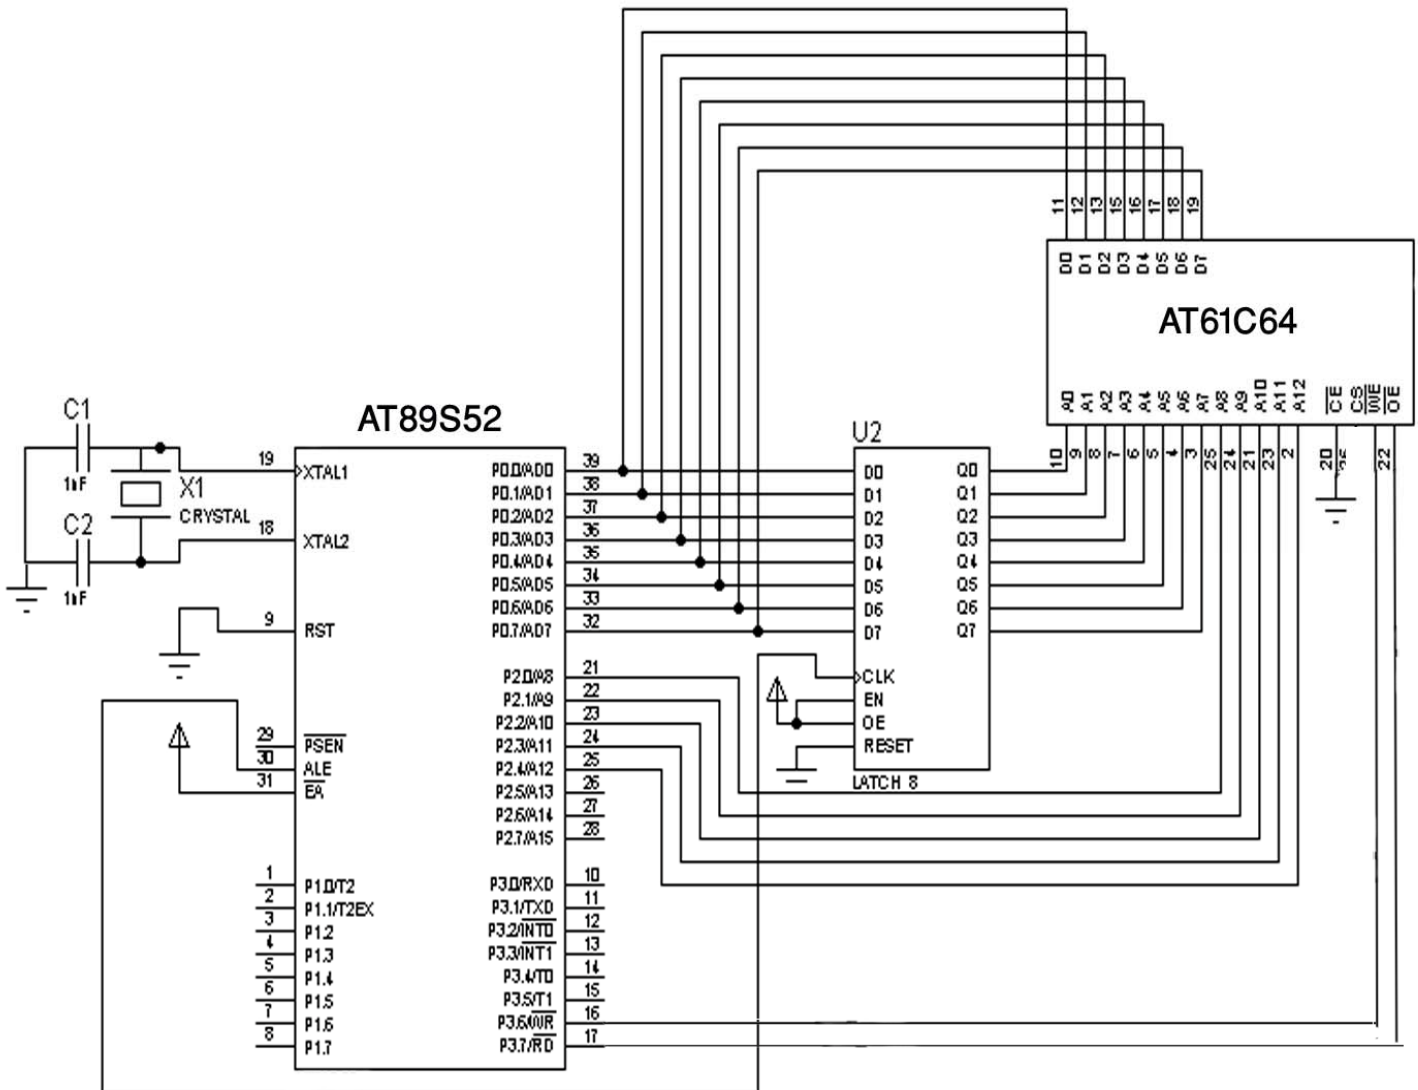 11 12 13 15 16 17 18 19
D0 D1 D2 D3 D4 D5 D6 D7
AT61C64
A0 A1 A2 A3 A4 A5 A6 A7 A8 A9 A10 A11 A12 CE CS WE OE
10 9 8 7 6 5 4 3 25 24 21 23 2 20 22
C1
1nF
X1
CRYSTAL
C2
1nF
AT89S52
19 XTAL1
18 XTAL2
9 RST
29 PSEN
30 ALE
31 EA
1 P1.0/T2
2 P1.1/T2EX
3 P1.2
4 P1.3
5 P1.4
6 P1.5
7 P1.6
8 P1.7
P0.0/AD0 39
P0.1/AD1 38
P0.2/AD2 37
P0.3/AD3 36
P0.4/AD4 35
P0.5/AD5 34
P0.6/AD6 33
P0.7/AD7 32
P2.0/A8 21
P2.1/A9 22
P2.2/A10 23
P2.3/A11 24
P2.4/A12 25
P2.5/A13 26
P2.6/A14 27
P2.7/A15 28
P3.0/RXD 10
P3.1/TXD 11
P3.2/INT0 12
P3.3/INT1 13
P3.4/T0 14
P3.5/T1 15
P3.6/WR 16
P3.7/RD 17
U2
D0 Q0
D1 Q1
D2 Q2
D3 Q3
D4 Q4
D5 Q5
D6 Q6
D7 Q7
CLK
EN
OE
RESET
LATCH 8